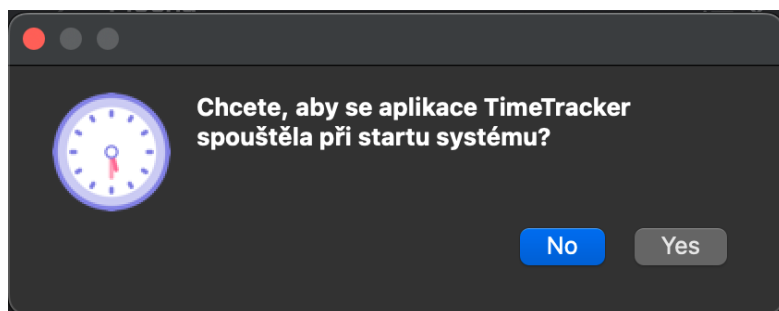 Chcete, aby se aplikace TimeTracker
spouštěla při startu systému?
No
Yes